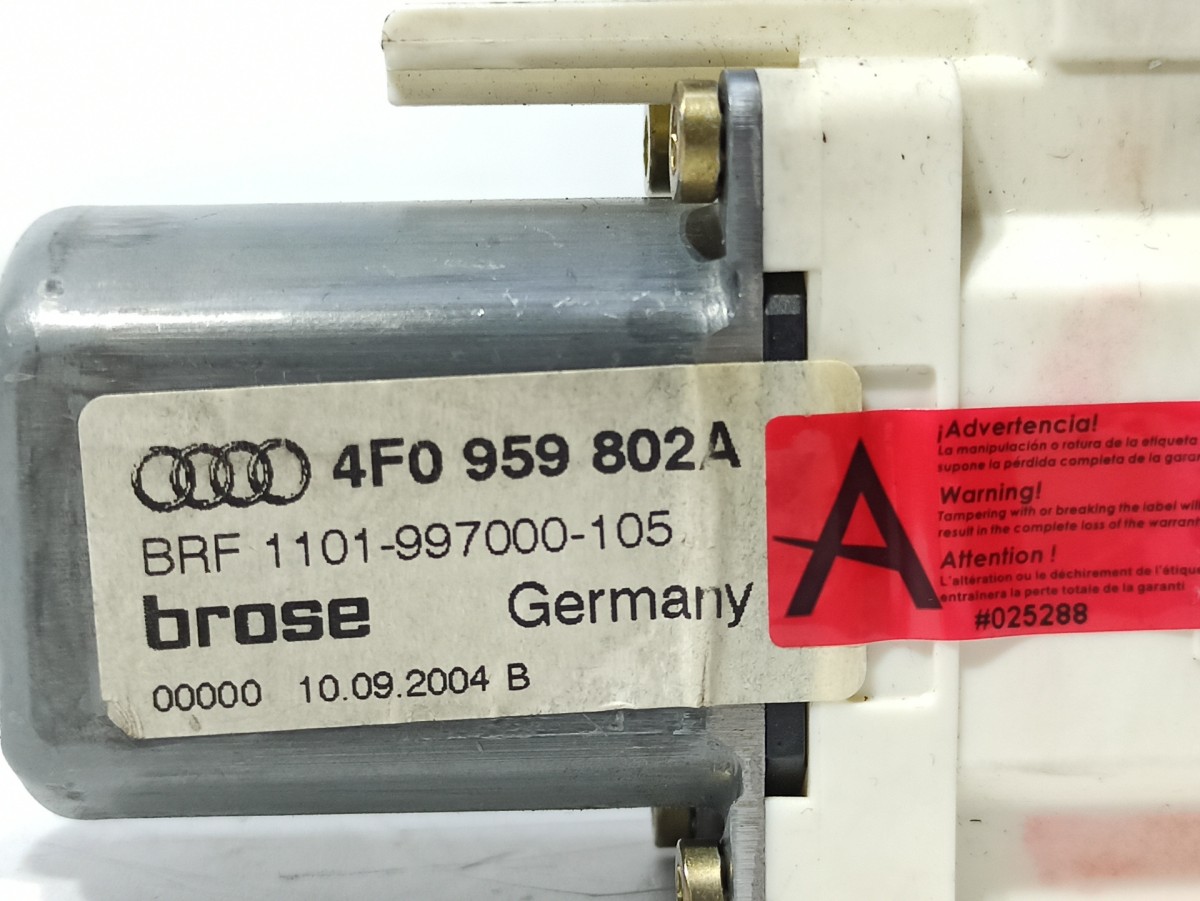 4F0 959 802A
BRF 1101-997000-105
brose Germany
00000 10.09.2004 B
A
¡Advertencia!
La manipulación o rotura de la etiqueta
supone la pérdida completa de la
Warning!
Tampering with or breaking the label
result in the complete loss of the
Attention !
L'altération ou le déchirement de
entraînera la perte totale de la garanti
#025288